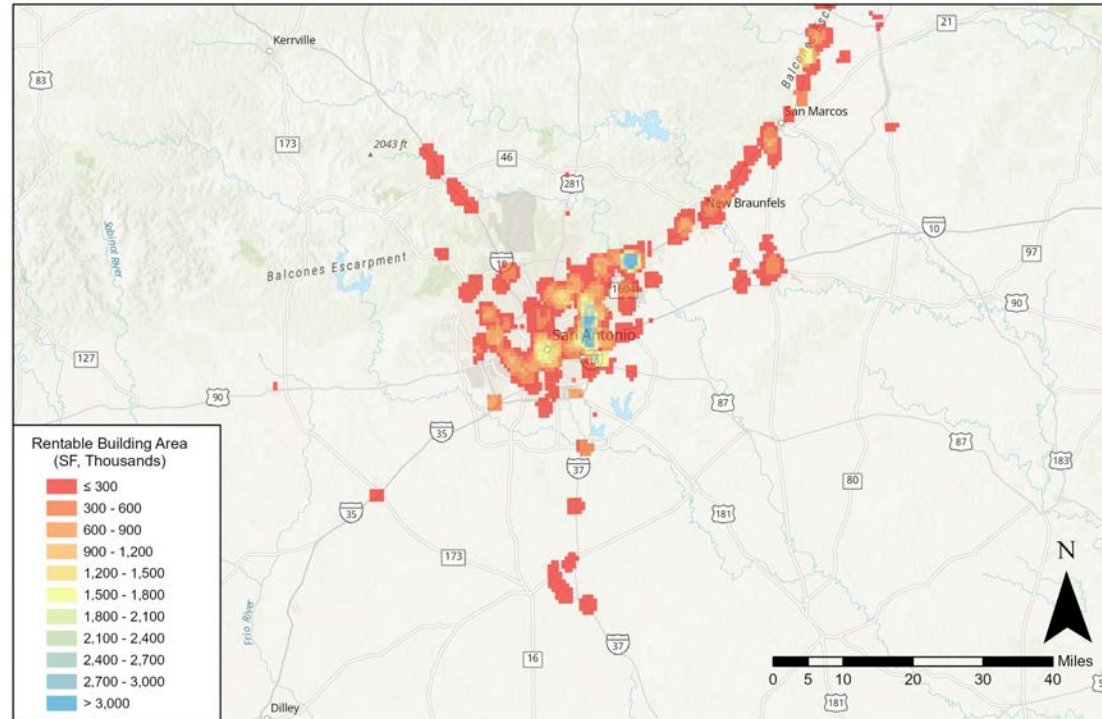 Kerrville
21
83
Balcones Esc
San Marcos
173
2043 ft
46
281
New Braunfels
Sabinal River
10
10
97
Balcones Escarpment
1604
90
San Antonio
127
90
87
35
87
183
37
80
Rentable Building Area
(SF, Thousands)
≤ 300
300 - 600
600 - 900
900 - 1,200
1,200 - 1,500
1,500 - 1,800
1,800 - 2,100
2,100 - 2,400
2,400 - 2,700
2,700 - 3,000
> 3,000
35
181
173
N
Frio River
37
16
Miles
0 5 10 20 30 40
5
181
Dilley